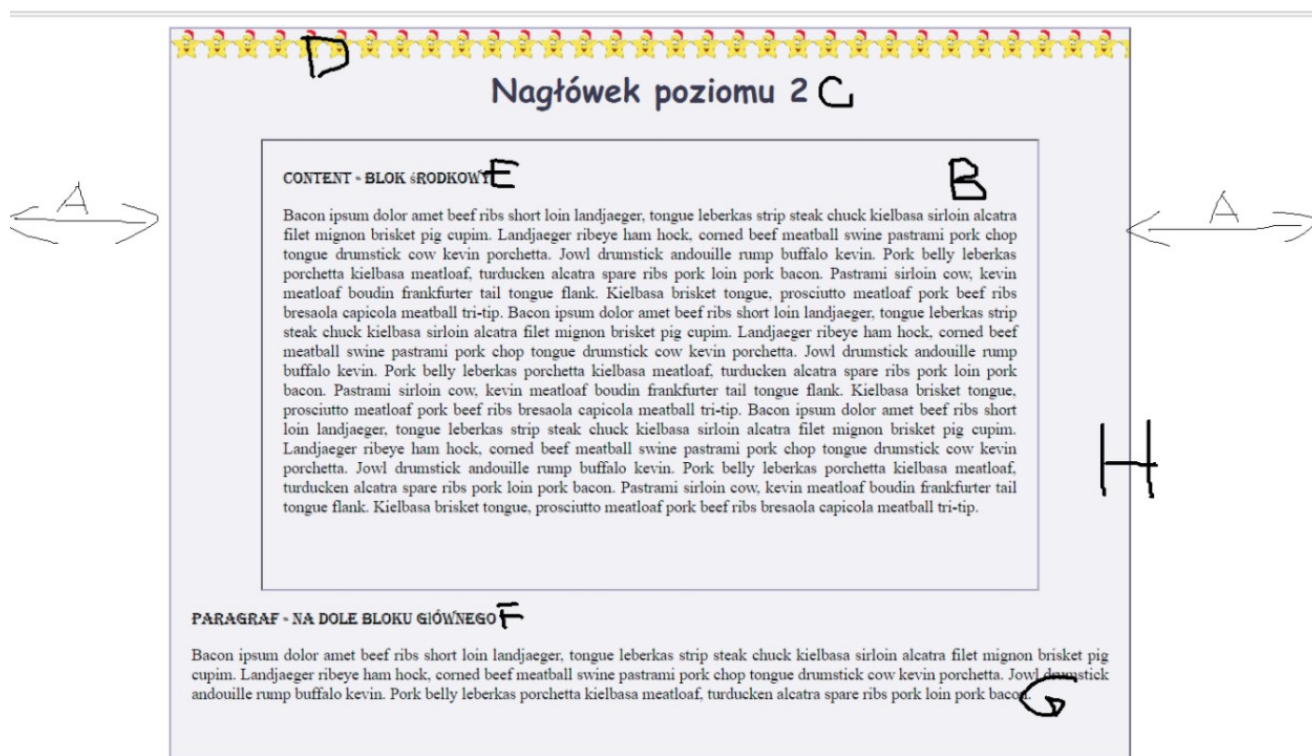 D
Nagłówek poziomu 2 C
CONTENT - BLOK śRODKOWY E
B
A
A
Bacon ipsum dolor amet beef ribs short loin landjaeger, tongue leberkas strip steak chuck kielbasa sirloin alcatra
filet mignon brisket pig cupim. Landjaeger ribeye ham hock, corned beef meatball swine pastrami pork chop
tongue drumstick cow kevin porchetta. Jowl drumstick andouille rump buffalo kevin. Pork belly leberkas
porchetta kielbasa meatloaf, turducken alcatra spare ribs pork loin pork bacon. Pastrami sirloin cow, kevin
meatloaf boudin frankfurter tail tongue flank. Kielbasa brisket tongue, prosciutto meatloaf pork beef ribs
bresaola capicola meatball tri-tip. Bacon ipsum dolor amet beef ribs short loin landjaeger, tongue leberkas strip
steak chuck kielbasa sirloin alcatra filet mignon brisket pig cupim. Landjaeger ribeye ham hock, corned beef
meatball swine pastrami pork chop tongue drumstick cow kevin porchetta. Jowl drumstick andouille rump
buffalo kevin. Pork belly leberkas porchetta kielbasa meatloaf, turducken alcatra spare ribs pork loin pork
bacon. Pastrami sirloin cow, kevin meatloaf boudin frankfurter tail tongue flank. Kielbasa brisket tongue,
prosciutto meatloaf pork beef ribs bresaola capicola meatball tri-tip. Bacon ipsum dolor amet beef ribs short
loin landjaeger, tongue leberkas strip steak chuck kielbasa sirloin alcatra filet mignon brisket pig cupim.
Landjaeger ribeye ham hock, corned beef meatball swine pastrami pork chop tongue drumstick cow kevin
porchetta. Jowl drumstick andouille rump buffalo kevin. Pork belly leberkas porchetta kielbasa meatloaf,
turducken alcatra spare ribs pork loin pork bacon. Pastrami sirloin cow, kevin meatloaf boudin frankfurter tail
tongue flank. Kielbasa brisket tongue, prosciutto meatloaf pork beef ribs bresaola capicola meatball tri-tip.
H
PARAGRAF - NA DOLE BLOKU GłÓWNEGO F
Bacon ipsum dolor amet beef ribs short loin landjaeger, tongue leberkas strip steak chuck kielbasa sirloin alcatra filet mignon brisket pig
cupim. Landjaeger ribeye ham hock, corned beef meatball swine pastrami pork chop tongue drumstick cow kevin porchetta. Jowl drumstick
andouille rump buffalo kevin. Pork belly leberkas porchetta kielbasa meatloaf, turducken alcatra spare ribs pork loin pork bacon.
G